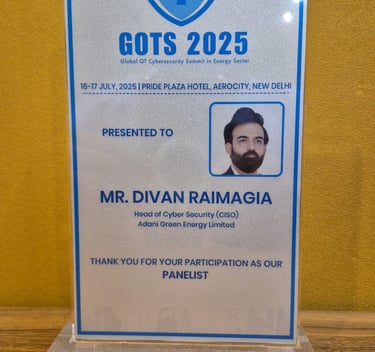 GOTS 2025
Global OT Cybersecurity Summit in Energy Sector
16-17 JULY, 2025 | PRIDE PLAZA HOTEL, AEROCITY, NEW DELHI
PRESENTED TO
MR. DIVAN RAIMAGIA
Head of Cyber Security (CISO)
Adani Green Energy Limited
THANK YOU FOR YOUR PARTICIPATION AS OUR
PANELIST